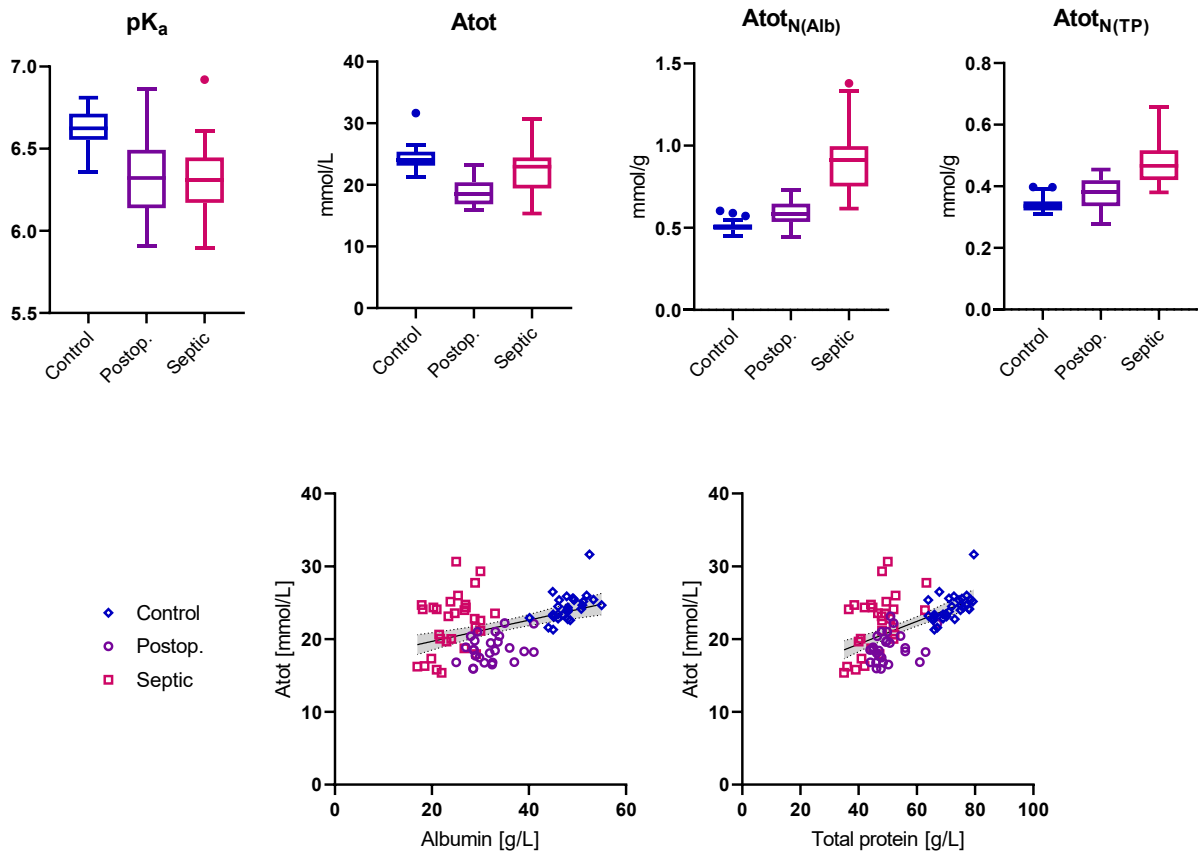 pKa
7.0
6.5
6.0
5.5
Control
Postop.
Septic
Atot
mmol/L
40
30
20
10
0
Control
Postop.
Septic
AtotN(Alb)
mmol/g
1.5
1.0
0.5
0.0
Control
Postop.
Septic
AtotN(TP)
mmol/g
0.8
0.6
0.4
0.2
0.0
Control
Postop.
Septic
Control
Postop.
Septic
Atot [mmol/L]
40
30
20
10
0
0 20 40 60
Albumin [g/L]
Atot [mmol/L]
40
30
20
10
0
0 20 40 60 80 100
Total protein [g/L]